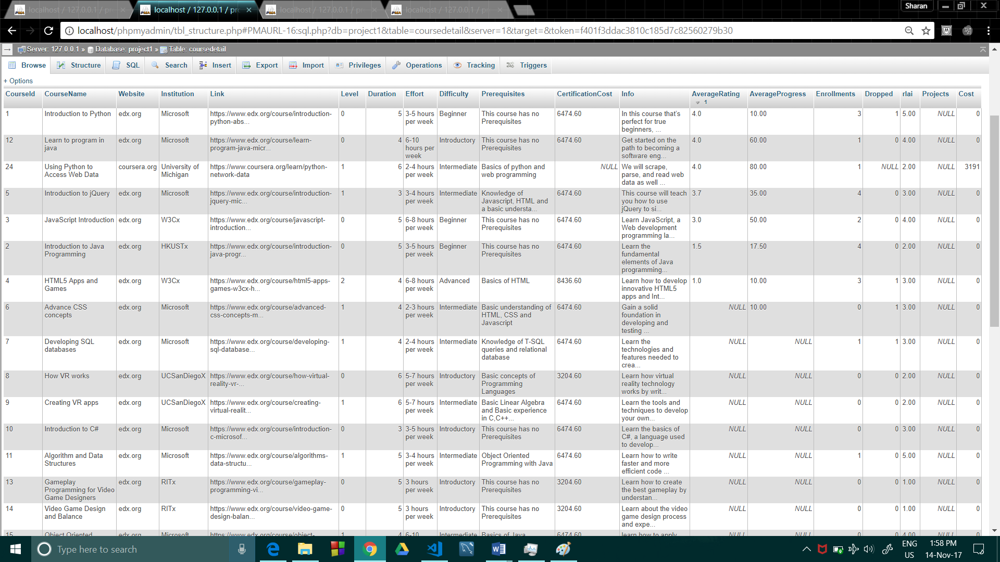 localhost / 127.0.0.1 / pr
localhost / 127.0.0.1 / pr
localhost / 127.0.0.1 / pr
localhost / 127.0.0.1 / pr
Sharan
localhost/phpmyadmin/tbl_structure.php#PMAURL-16:sql.php?db=project1&table=coursedetail&server=1&target=&token=f401f3ddac3810c185d7c82560279b30
Server: 127.0.0.1 » Database: project1 » Table: coursedetail
Browse Structure SQL Search Insert Export Import Privileges Operations Tracking Triggers
+ Options
CourseId CourseName Website Institution Link Level Duration Effort Difficulty Prerequisites CertificationCost Info AverageRating 1 AverageProgress Enrollments Dropped rlai Projects Cost
1 Introduction to Python edx.org Microsoft https://www.edx.org/course/introduction- 0 5 3-5 hours Beginner This course has no 6474.60 In this course that's 4.0 10.00 3 1 5.00 NULL 0
python-abs... per week Prerequisites perfect for true
beginners, ...
12 Learn to program in edx.org Microsoft https://www.edx.org/course/learn- 0 4 6-10 Introductory This course has no 6474.60 Get started on the 4.0 60.00 1 0 4.00 NULL 0
java program-java-micr... hours per Prerequisites path to becoming a
week software eng...
24 Using Python to coursera.org University of https://www.coursera.org/learn/python- 1 6 2-4 hours Intermediate Basics of python and NULL We will scrape, 4.0 80.00 1 NULL 2.00 NULL 3191
Access Web Data Michigan network-data per week web programming parse, and read web
data as well ...
5 Introduction to jQuery edx.org Microsoft https://www.edx.org/course/introduction- 1 3 3-4 hours Intermediate Knowledge of 6474.60 This course will teach 3.7 35.00 4 0 3.00 NULL 0
jquery-mic... per week Javascript, HTML and you how to use
a basic understa... jQuery to si...
3 JavaScript Introduction edx.org W3Cx https://www.edx.org/course/javascript- 0 5 6-8 hours Beginner This course has no 6474.60 Learn JavaScript, a 3.0 50.00 2 0 4.00 NULL 0
introduction... per week Prerequisites Web development
programming la...
2 Introduction to Java edx.org HKUSTx https://www.edx.org/course/introduction- 0 5 3-5 hours Beginner This course has no 6474.60 Learn the 1.5 17.50 4 0 2.00 NULL 0
Programming java-progr... per week Prerequisites fundamental
elements of Java
programming...
4 HTML5 Apps and edx.org W3Cx https://www.edx.org/course/html5-apps- 2 4 6-8 hours Advanced Basics of HTML 8436.60 Learn how to develop 1.0 10.00 3 1 3.00 NULL 0
Games games-w3cx-h... per week innovative HTML5
apps and Int...
6 Advance CSS edx.org Microsoft https://www.edx.org/course/advanced- 1 4 2-3 hours Intermediate Basic understanding of 6474.60 Gain a solid NULL 10.00 0 1 3.00 NULL 0
concepts css-concepts-m... per week HTML, CSS and foundation in
Javascript developing and
testing ...
7 Developing SQL edx.org Microsoft https://www.edx.org/course/developing- 1 4 2-4 hours Intermediate Knowledge of T-SQL 6474.60 Learn the NULL NULL 1 1 3.00 NULL 0
databases sql-database... per week queries and relational technologies and
database features needed to
crea...
8 How VR works edx.org UCSanDiegoX https://www.edx.org/course/how-virtual- 0 6 5-7 hours Introductory Basic concepts of 3204.60 Learn how virtual NULL NULL 0 0 2.00 NULL 0
reality-vr-... per week Programming reality technology
Languages works by writ...
9 Creating VR apps edx.org UCSanDiegoX https://www.edx.org/course/creating- 1 6 5-7 hours Intermediate Basic Linear Algebra 6474.60 Learn the tools and NULL NULL 0 0 2.00 NULL 0
virtual-realit... per week and Basic experience techniques to develop
in C,C++... your own...
10 Introduction to C# edx.org Microsoft https://www.edx.org/course/introduction- 0 3 3-5 hours Introductory This course has no 6474.60 Learn the basics of NULL NULL 0 0 3.00 NULL 0
c-microsof... per week Prerequisites C#, a language used
to develop...
11 Algorithm and Data edx.org Microsoft https://www.edx.org/course/algorithms- 1 5 3-4 hours Intermediate Object Oriented 6474.60 Learn how to write NULL NULL 1 0 5.00 NULL 0
Structures data-structu... per week Programming with Java faster and more
efficient code ...
13 Gameplay edx.org RITx https://www.edx.org/course/gameplay- 0 5 3 hours Introductory This course has no 3204.60 Learn how to create NULL NULL 0 0 1.00 NULL 0
Programming for Video programming-vi... per week Prerequisites the best gameplay by
Game Designers understan...
14 Video Game Design edx.org RITx https://www.edx.org/course/video-game- 0 5 3 hours Introductory This course has no 3204.60 Learn about the video NULL NULL 0 0 1.00 NULL 0
and Balance design-balan... per week Prerequisites game design process
and expe...
15 Object Oriented edx.org Microsoft https://www.edx.org/course/object- 1 4 6-10 Intermediate Basics of Java 6474.60 learn how to apply NULL NULL 0 0 4.00 NULL 0
Type here to search
ENG
US
1:58 PM
14-Nov-17